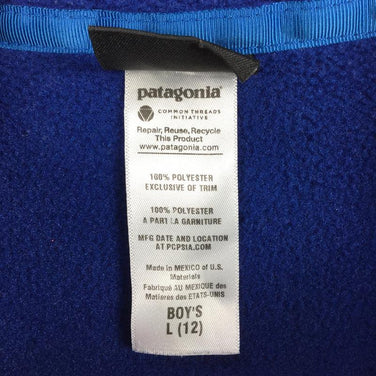 patagonia®
COMMON THREADS
INITIATIVE
Repair, Reuse, Recycle
This Product
www.patagonia.com
100% POLYESTER
EXCLUSIVE OF TRIM
100% POLYESTER
A PART LA GARNITURE
MFG DATE AND LOCATION
AT PCPSIA.COM
Made in MEXICO of U.S.
Materials
Fabriqué AU MEXIQUE des
Matieres des ETATS-UNIS
BOY'S
L (12)